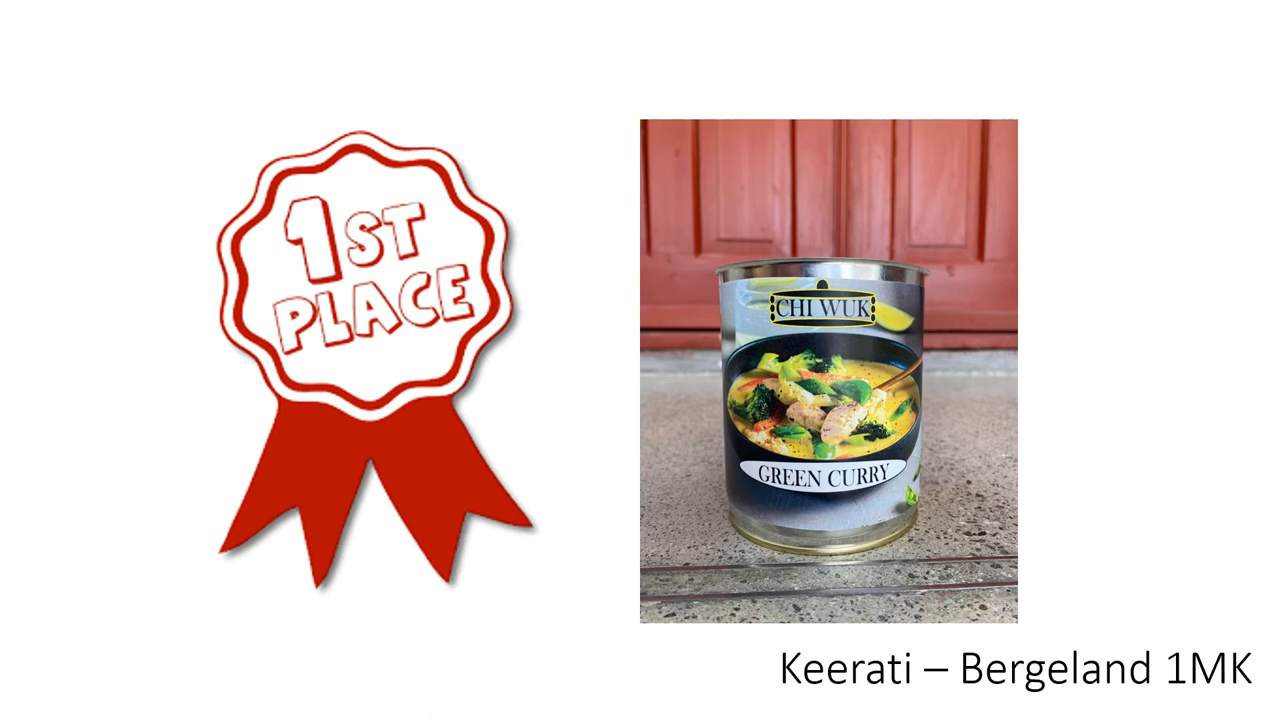 1ST
PLACE
CHI WUK
GREEN CURRY
Keerati – Bergeland 1MK